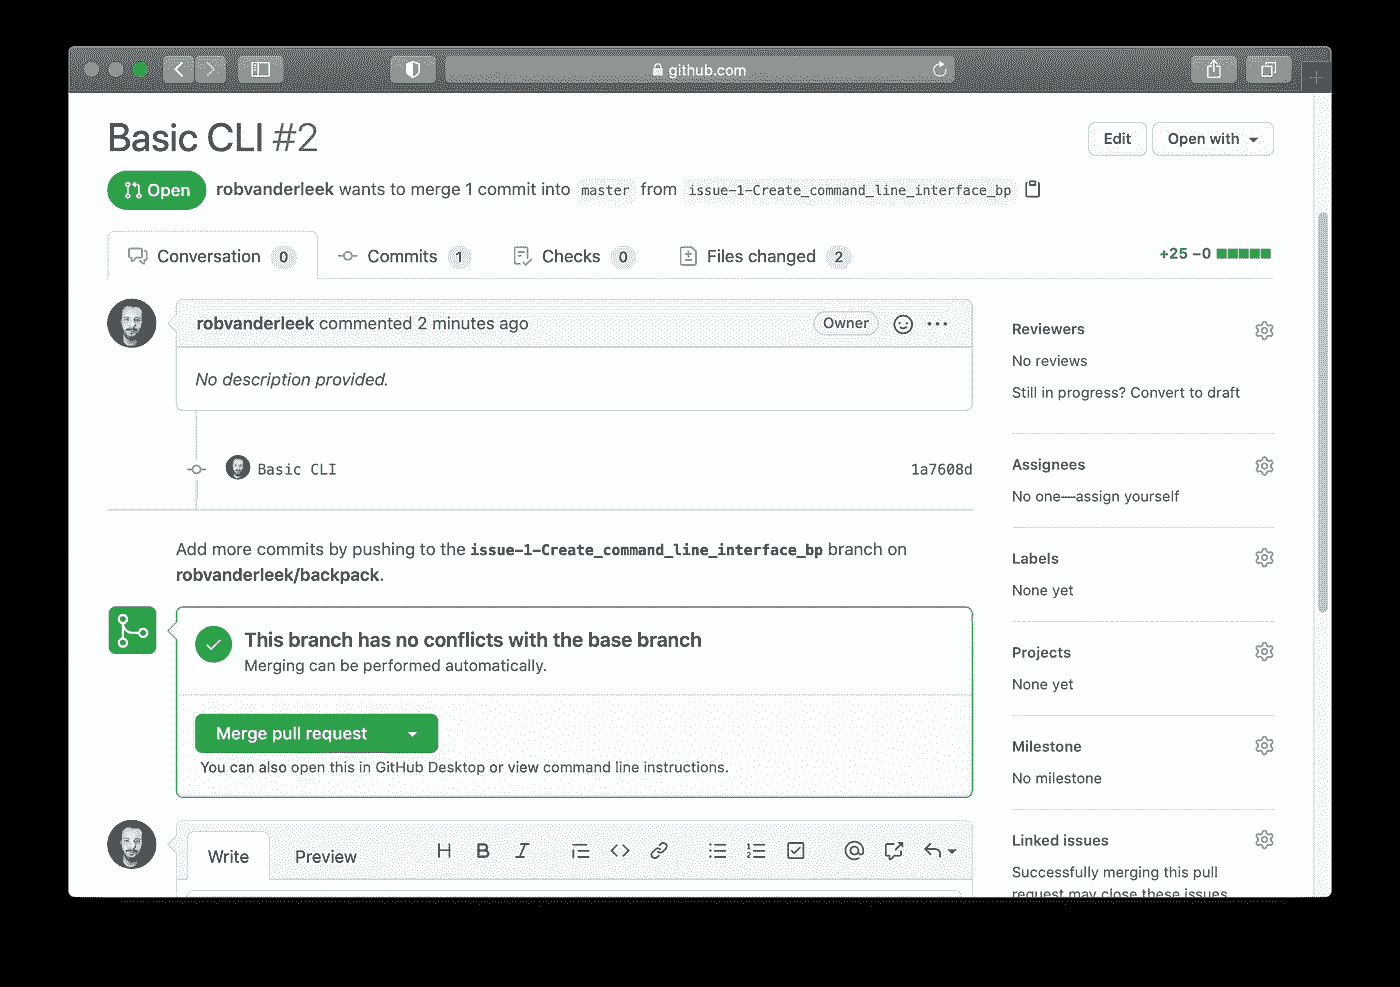 github.com
Basic CLI #2
Edit
Open with
Open
robvanderleek wants to merge 1 commit into master from issue-1-Create_command_line_interface_bp
Conversation 0
Commits 1
Checks 0
Files changed 2
+25 −0
robvanderleek commented 2 minutes ago
Owner
No description provided.
Basic CLI
1a7608d
Add more commits by pushing to the issue-1-Create_command_line_interface_bp branch on
robvanderleek/backpack.
This branch has no conflicts with the base branch
Merging can be performed automatically.
Merge pull request
You can also open this in GitHub Desktop or view command line instructions.
Write
Preview
Reviewers
No reviews
Still in progress? Convert to draft
Assignees
No one—assign yourself
Labels
None yet
Projects
None yet
Milestone
No milestone
Linked issues
Successfully merging this pull
request may close these issues